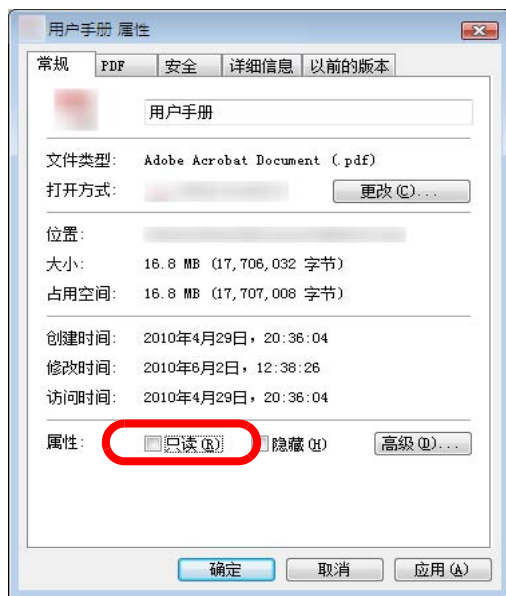 用户手册 属性
常规 PDF 安全 详细信息 以前的版本
用户手册
文件类型: Adobe Acrobat Document (.pdf)
打开方式: 更改(C)...
位置:
大小: 16.8 MB (17,706,032 字节)
占用空间: 16.8 MB (17,707,008 字节)
创建时间: 2010年4月29日, 20:36:04
修改时间: 2010年6月2日, 12:38:26
访问时间: 2010年4月29日, 20:36:04
属性: 只读(R) 隐藏(H) 高级(D)...
确定 取消 应用(A)